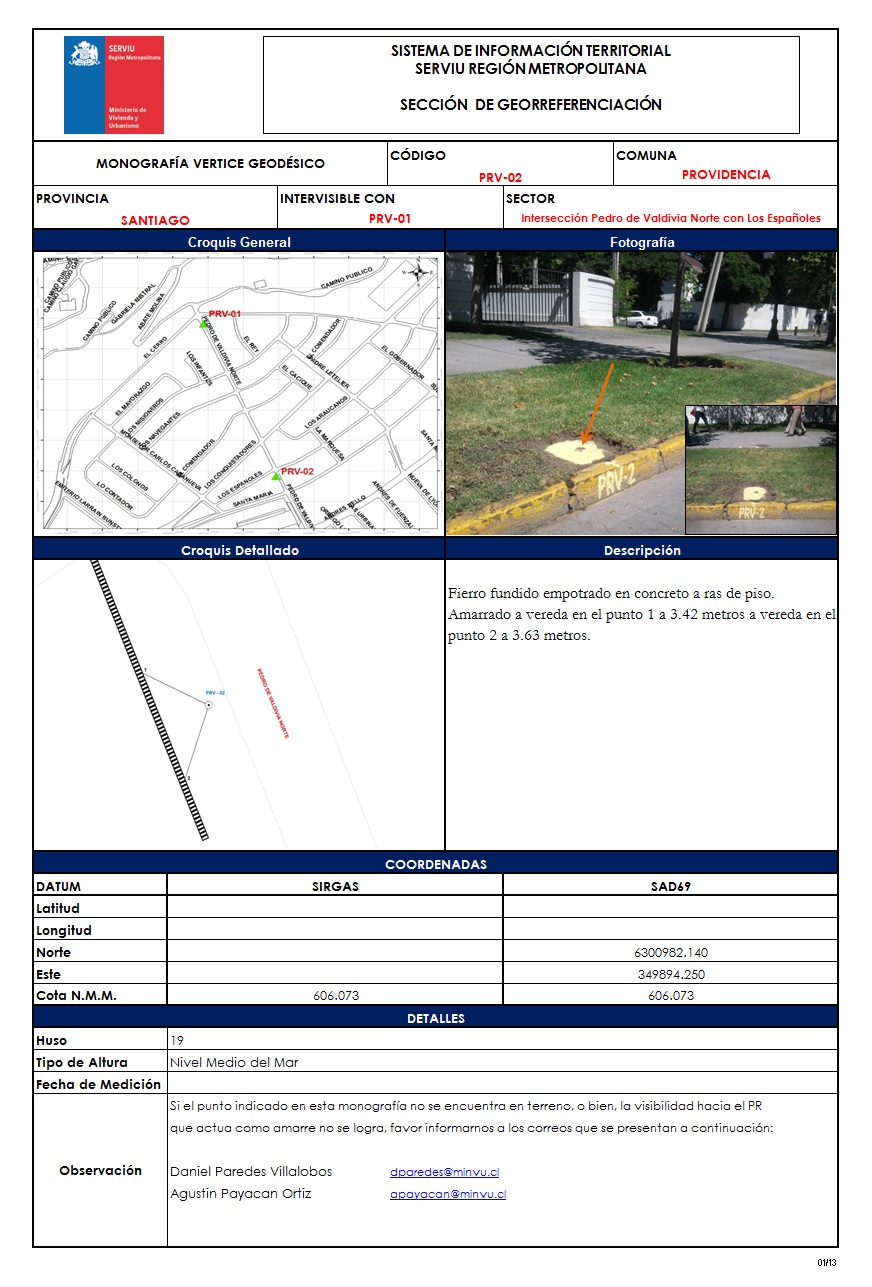 SERVIU
Región Metropolitana
Ministerio de
Vivienda y
Urbanismo
SISTEMA DE INFORMACIÓN TERRITORIAL
SERVIU REGIÓN METROPOLITANA
SECCIÓN DE GEORREFERENCIACIÓN
MONOGRAFÍA VERTICE GEODÉSICO
CÓDIGO
PRV-02
COMUNA
PROVIDENCIA
PROVINCIA
SANTIAGO
INTERVISIBLE CON
PRV-01
SECTOR
Intersección Pedro de Valdivia Norte con Los Españoles
Croquis General
CAMINO PUBLICO
GABRIELA MISTRAL
ABATE MOLINA
CAMINO PUBLICO
PRV-01
PEDRO DE VALDIVIA NORTE
EL CERRO
LOS INFANTES
EL REY
COMENDADOR
PADRE LETELIER
EL GOBERNADOR
EL CACIQUE
EL MAYORAZGO
LOS MISIONEROS
LOS NAVEGANTES
MONSEÑOR CARLOS CASANUEVA
COMENDADOR
LOS CONQUISTADORES
LOS ARAUCANOS
LA MARQUESA
LOS COLONOS
LO CONTADOR
LOS ESPAÑOLES
SANTA MARIA
PRV-02
PEDRO DE VALDIV
EMILIERIO LARRAIN BUNST
ANDRES DE FUENZAL
NUEVA DE LYO
SANTA M
Fotografía
PRV-2
PRV-2
Croquis Detallado
1
PRV - 02
2
PEDRO DE VALDIVIA NORTE
Descripción
Fierro fundido empotrado en concreto a ras de piso.
Amarrado a vereda en el punto 1 a 3.42 metros a vereda en el
punto 2 a 3.63 metros.
COORDENADAS
DATUM SIRGAS SAD69
Latitud
Longitud
Norte 6300982.140
Este 349894.250
Cota N.M.M. 606.073 606.073
DETALLES
Huso 19
Tipo de Altura Nivel Medio del Mar
Fecha de Medición
Observación
Si el punto indicado en esta monografía no se encuentra en terreno, o bien, la visibilidad hacia el PR
que actua como amarre no se logra, favor informarnos a los correos que se presentan a continuación:
Daniel Paredes Villalobos dparedes@minvu.cl
Agustin Payacan Ortiz apayacan@minvu.cl
01/13